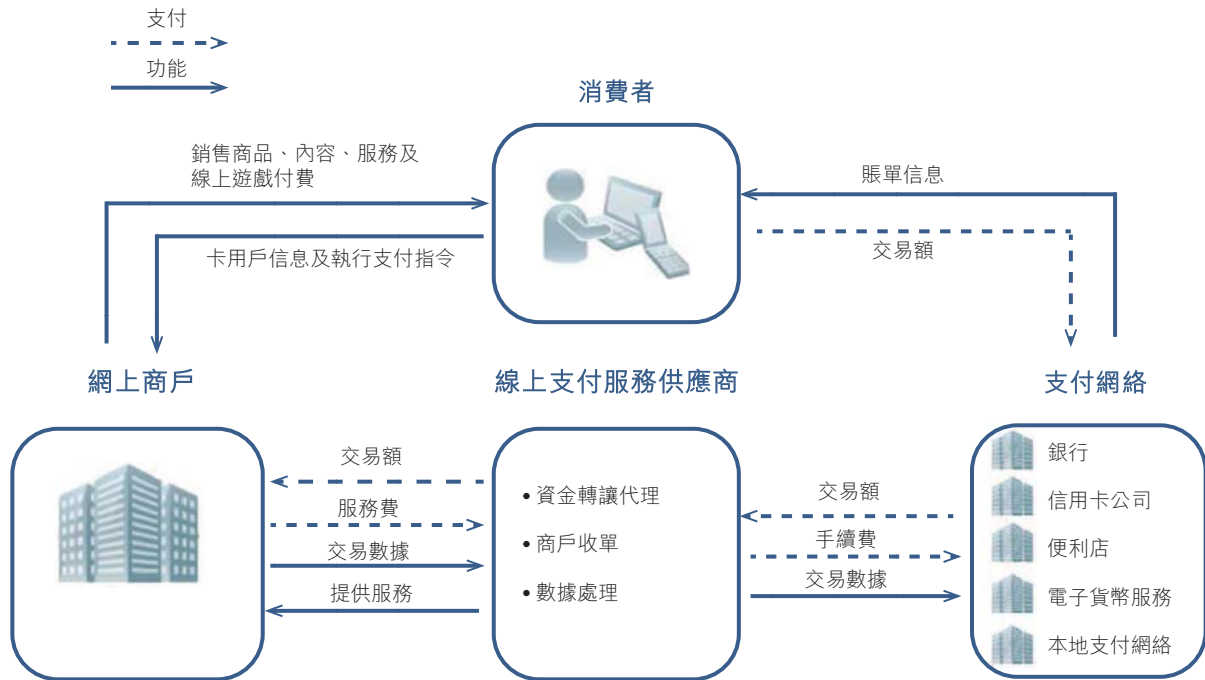 支付
功能
消費者
銷售商品、內容、服務及
線上遊戲付費
賬單信息
卡用戶信息及執行支付指令
交易額
網上商戶
線上支付服務供應商
支付網絡
交易額
服務費
交易數據
提供服務
• 資金轉讓代理
• 商戶收單
• 數據處理
交易額
手續費
交易數據
銀行
信用卡公司
便利店
電子貨幣服務
本地支付網絡